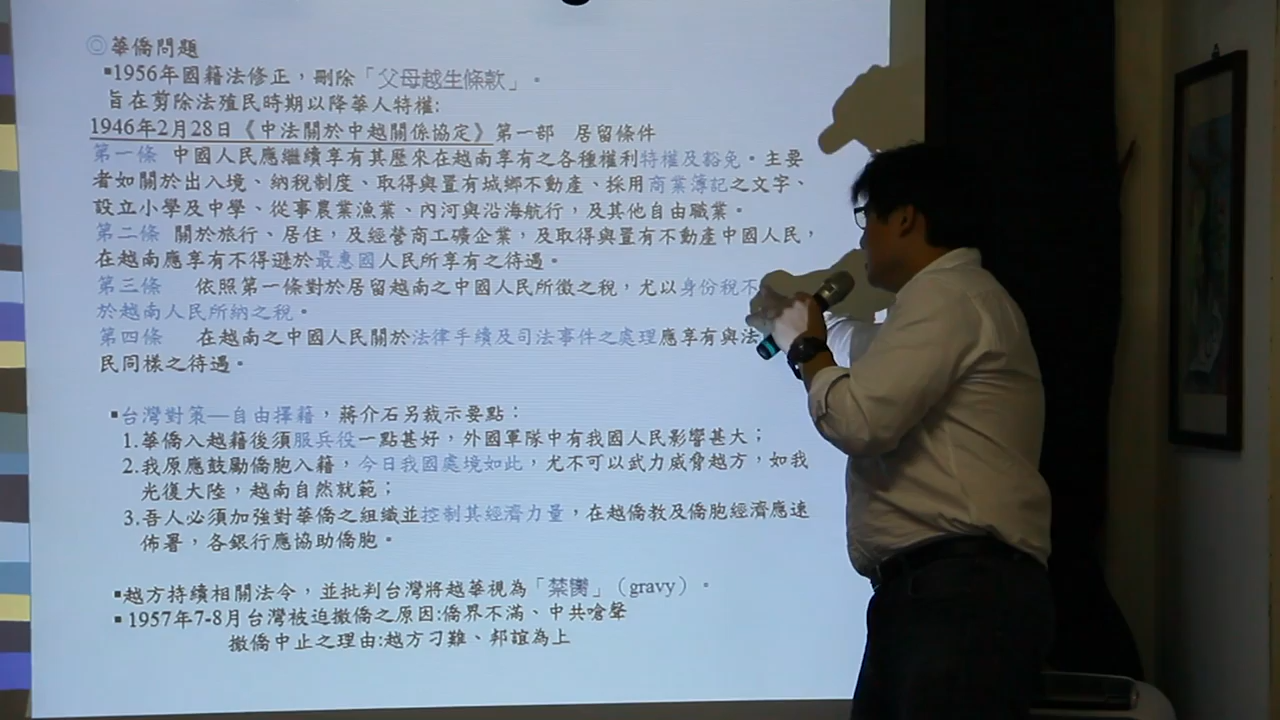 ◎華僑問題
▪1956年國籍法修正，刪除「父母越生條款」。
旨在剪除法殖民時期以降華人特權:
1946年2月28日《中法關於中越關係協定》第一部 居留條件
第一條 中國人民應繼續享有其歷來在越南享有之各種權利特權及豁免。主要
者如關於出入境、納稅制度、取得與置有城鄉不動產、採用商業簿記之文字、
設立小學及中學、從事農業漁業、內河與沿海航行，及其他自由職業。
第二條 關於旅行、居住，及經營商工礦企業，及取得與置有不動產中國人民，
在越南應享有不得遜於最惠國人民所享有之待遇。
第三條 依照第一條對於居留越南之中國人民所徵之稅，尤以身份稅不
於越南人民所納之稅。
第四條 在越南之中國人民關於法律手續及司法事件之處理應享有與法
民同樣之待遇。
▪台灣對策—自由擇籍，蔣介石另裁示要點：
1.華僑入越籍後須服兵役一點甚好，外國軍隊中有我國人民影響甚大；
2.我原應鼓勵僑胞入籍，今日我國處境如此，尤不可以武力威脅越方，如我
光復大陸，越南自然就範；
3.吾人必須加強對華僑之組織並控制其經濟力量，在越僑教及僑胞經濟應速
佈署，各銀行應協助僑胞。
▪越方持續相關法令，並批判台灣將越華視為「禁臠」（gravy）。
▪1957年7-8月台灣被迫撤僑之原因:僑界不滿、中共嗆聲
撤僑中止之理由:越方刁難、邦誼為上